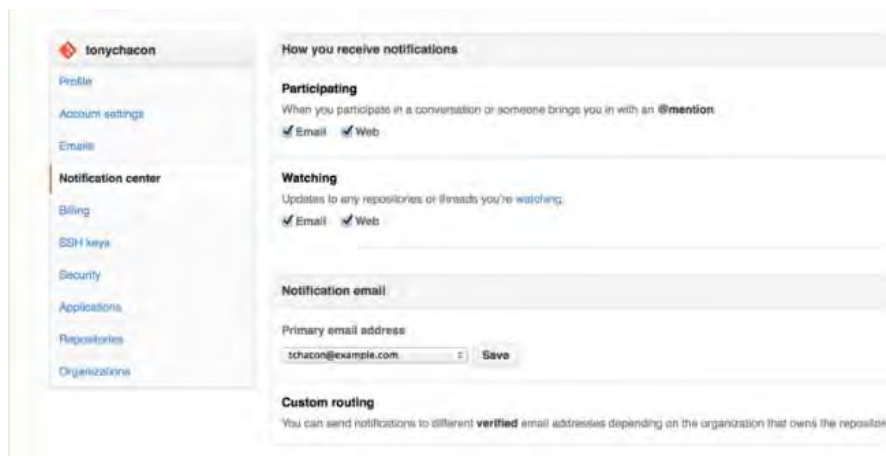 tonychacon
Profile
Account settings
Emails
Notification center
Billing
SSH keys
Security
Applications
Repositories
Organizations
How you receive notifications
Participating
When you participate in a conversation or someone brings you in with an @mention.
Email Web
Watching
Updates to any repositories or threads you're watching.
Email Web
Notification email
Primary email address
tchacon@example.com Save
Custom routing
You can send notifications to different verified email addresses depending on the organization that owns the